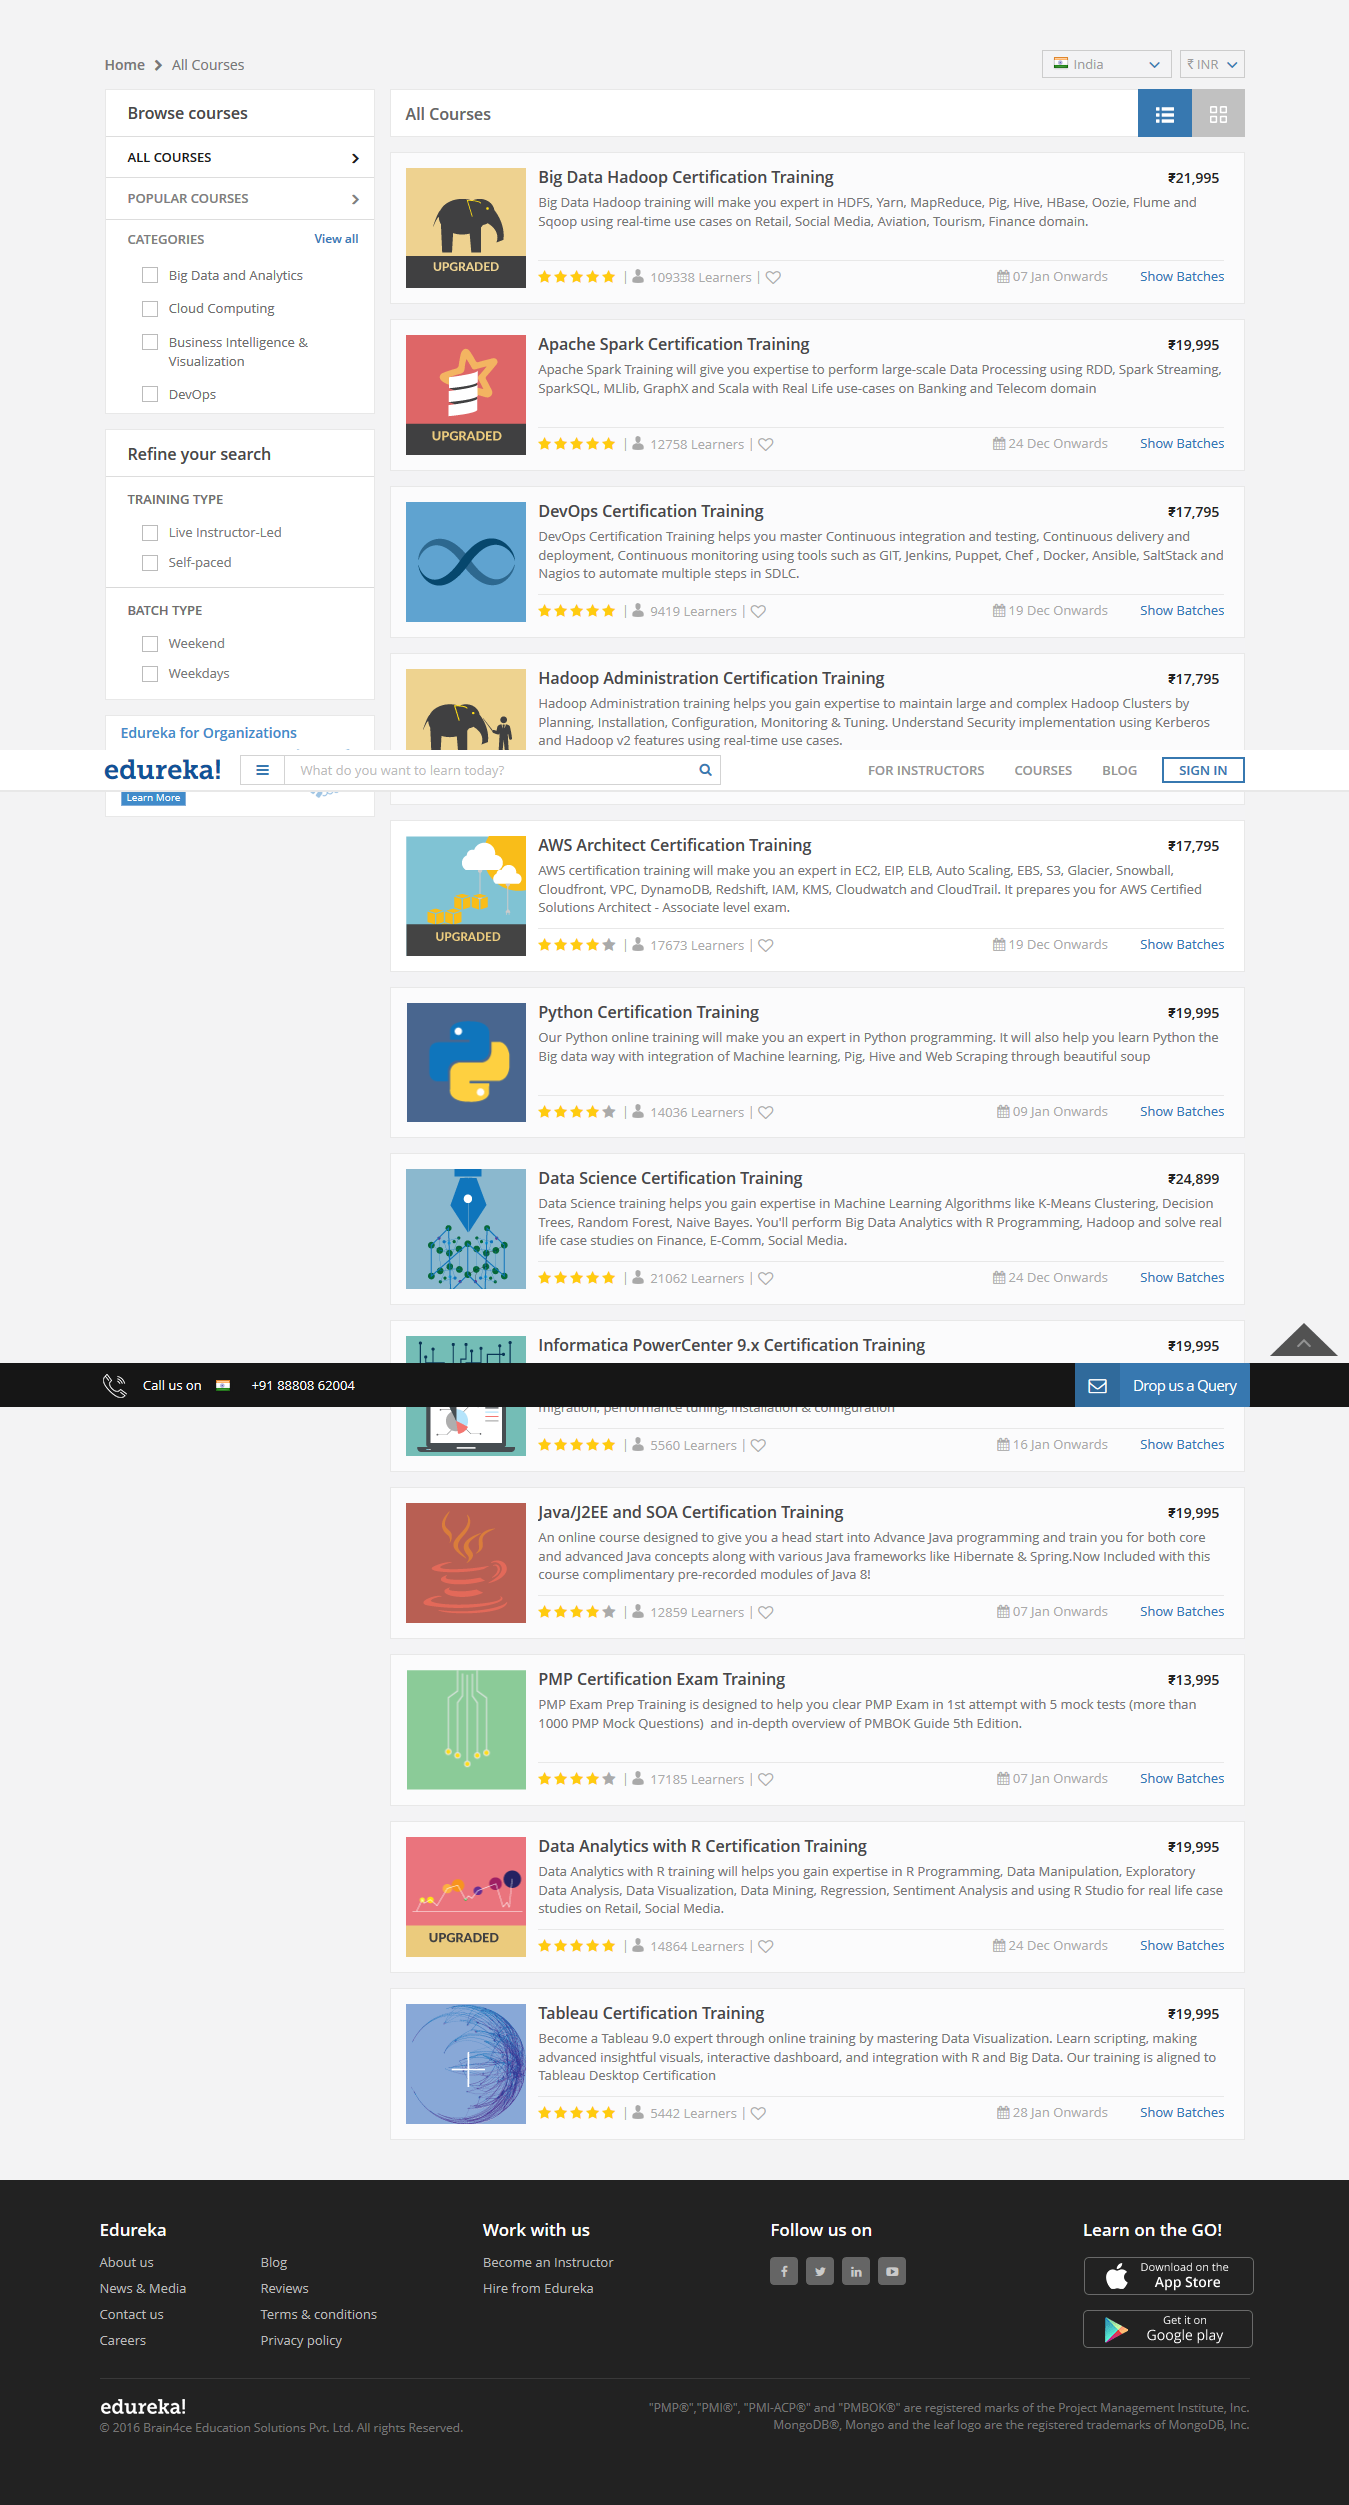 Home > All Courses
India
₹ INR
Browse courses
ALL COURSES
POPULAR COURSES
CATEGORIES View all
Big Data and Analytics
Cloud Computing
Business Intelligence &
Visualization
DevOps
Refine your search
TRAINING TYPE
Live Instructor-Led
Self-paced
BATCH TYPE
Weekend
Weekdays
Edureka for Organizations
All Courses
Big Data Hadoop Certification Training ₹21,995
Big Data Hadoop training will make you expert in HDFS, Yarn, MapReduce, Pig, Hive, HBase, Oozie, Flume and
Sqoop using real-time use cases on Retail, Social Media, Aviation, Tourism, Finance domain.
UPGRADED
| 109338 Learners | 07 Jan Onwards Show Batches
Apache Spark Certification Training ₹19,995
Apache Spark Training will give you expertise to perform large-scale Data Processing using RDD, Spark Streaming,
SparkSQL, MLlib, GraphX and Scala with Real Life use-cases on Banking and Telecom domain
UPGRADED
| 12758 Learners | 24 Dec Onwards Show Batches
DevOps Certification Training ₹17,795
DevOps Certification Training helps you master Continuous integration and testing, Continuous delivery and
deployment, Continuous monitoring using tools such as GIT, Jenkins, Puppet, Chef , Docker, Ansible, SaltStack and
Nagios to automate multiple steps in SDLC.
| 9419 Learners | 19 Dec Onwards Show Batches
Hadoop Administration Certification Training ₹17,795
Hadoop Administration training helps you gain expertise to maintain large and complex Hadoop Clusters by
Planning, Installation, Configuration, Monitoring & Tuning. Understand Security implementation using Kerberos
and Hadoop v2 features using real-time use cases.
edureka! What do you want to learn today? FOR INSTRUCTORS COURSES BLOG SIGN IN
Learn More
AWS Architect Certification Training ₹17,795
AWS certification training will make you an expert in EC2, EIP, ELB, Auto Scaling, EBS, S3, Glacier, Snowball,
Cloudfront, VPC, DynamoDB, Redshift, IAM, KMS, Cloudwatch and CloudTrail. It prepares you for AWS Certified
Solutions Architect - Associate level exam.
UPGRADED
| 17673 Learners | 19 Dec Onwards Show Batches
Python Certification Training ₹19,995
Our Python online training will make you an expert in Python programming. It will also help you learn Python the
Big data way with integration of Machine learning, Pig, Hive and Web Scraping through beautiful soup
| 14036 Learners | 09 Jan Onwards Show Batches
Data Science Certification Training ₹24,899
Data Science training helps you gain expertise in Machine Learning Algorithms like K-Means Clustering, Decision
Trees, Random Forest, Naive Bayes. You'll perform Big Data Analytics with R Programming, Hadoop and solve real
life case studies on Finance, E-Comm, Social Media.
| 21062 Learners | 24 Dec Onwards Show Batches
Informatica PowerCenter 9.x Certification Training ₹19,995
Call us on +91 88808 62004 Drop us a Query
migration, performance tuning, installation & configuration
| 5560 Learners | 16 Jan Onwards Show Batches
Java/J2EE and SOA Certification Training ₹19,995
An online course designed to give you a head start into Advance Java programming and train you for both core
and advanced Java concepts along with various Java frameworks like Hibernate & Spring.Now Included with this
course complimentary pre-recorded modules of Java 8!
| 12859 Learners | 07 Jan Onwards Show Batches
PMP Certification Exam Training ₹13,995
PMP Exam Prep Training is designed to help you clear PMP Exam in 1st attempt with 5 mock tests (more than
1000 PMP Mock Questions) and in-depth overview of PMBOK Guide 5th Edition.
| 17185 Learners | 07 Jan Onwards Show Batches
Data Analytics with R Certification Training ₹19,995
Data Analytics with R training will helps you gain expertise in R Programming, Data Manipulation, Exploratory
Data Analysis, Data Visualization, Data Mining, Regression, Sentiment Analysis and using R Studio for real life case
studies on Retail, Social Media.
UPGRADED
| 14864 Learners | 24 Dec Onwards Show Batches
Tableau Certification Training ₹19,995
Become a Tableau 9.0 expert through online training by mastering Data Visualization. Learn scripting, making
advanced insightful visuals, interactive dashboard, and integration with R and Big Data. Our training is aligned to
Tableau Desktop Certification
| 5442 Learners | 28 Jan Onwards Show Batches
Edureka
About us
News & Media
Contact us
Careers
Blog
Reviews
Terms & conditions
Privacy policy
Work with us
Become an Instructor
Hire from Edureka
Follow us on
Learn on the GO!
Download on the
App Store
Get it on
Google play
edureka!
© 2016 Brain4ce Education Solutions Pvt. Ltd. All rights Reserved.
"PMP®","PMI®", "PMI-ACP®" and "PMBOK®" are registered marks of the Project Management Institute, Inc.
MongoDB®, Mongo and the leaf logo are the registered trademarks of MongoDB, Inc.